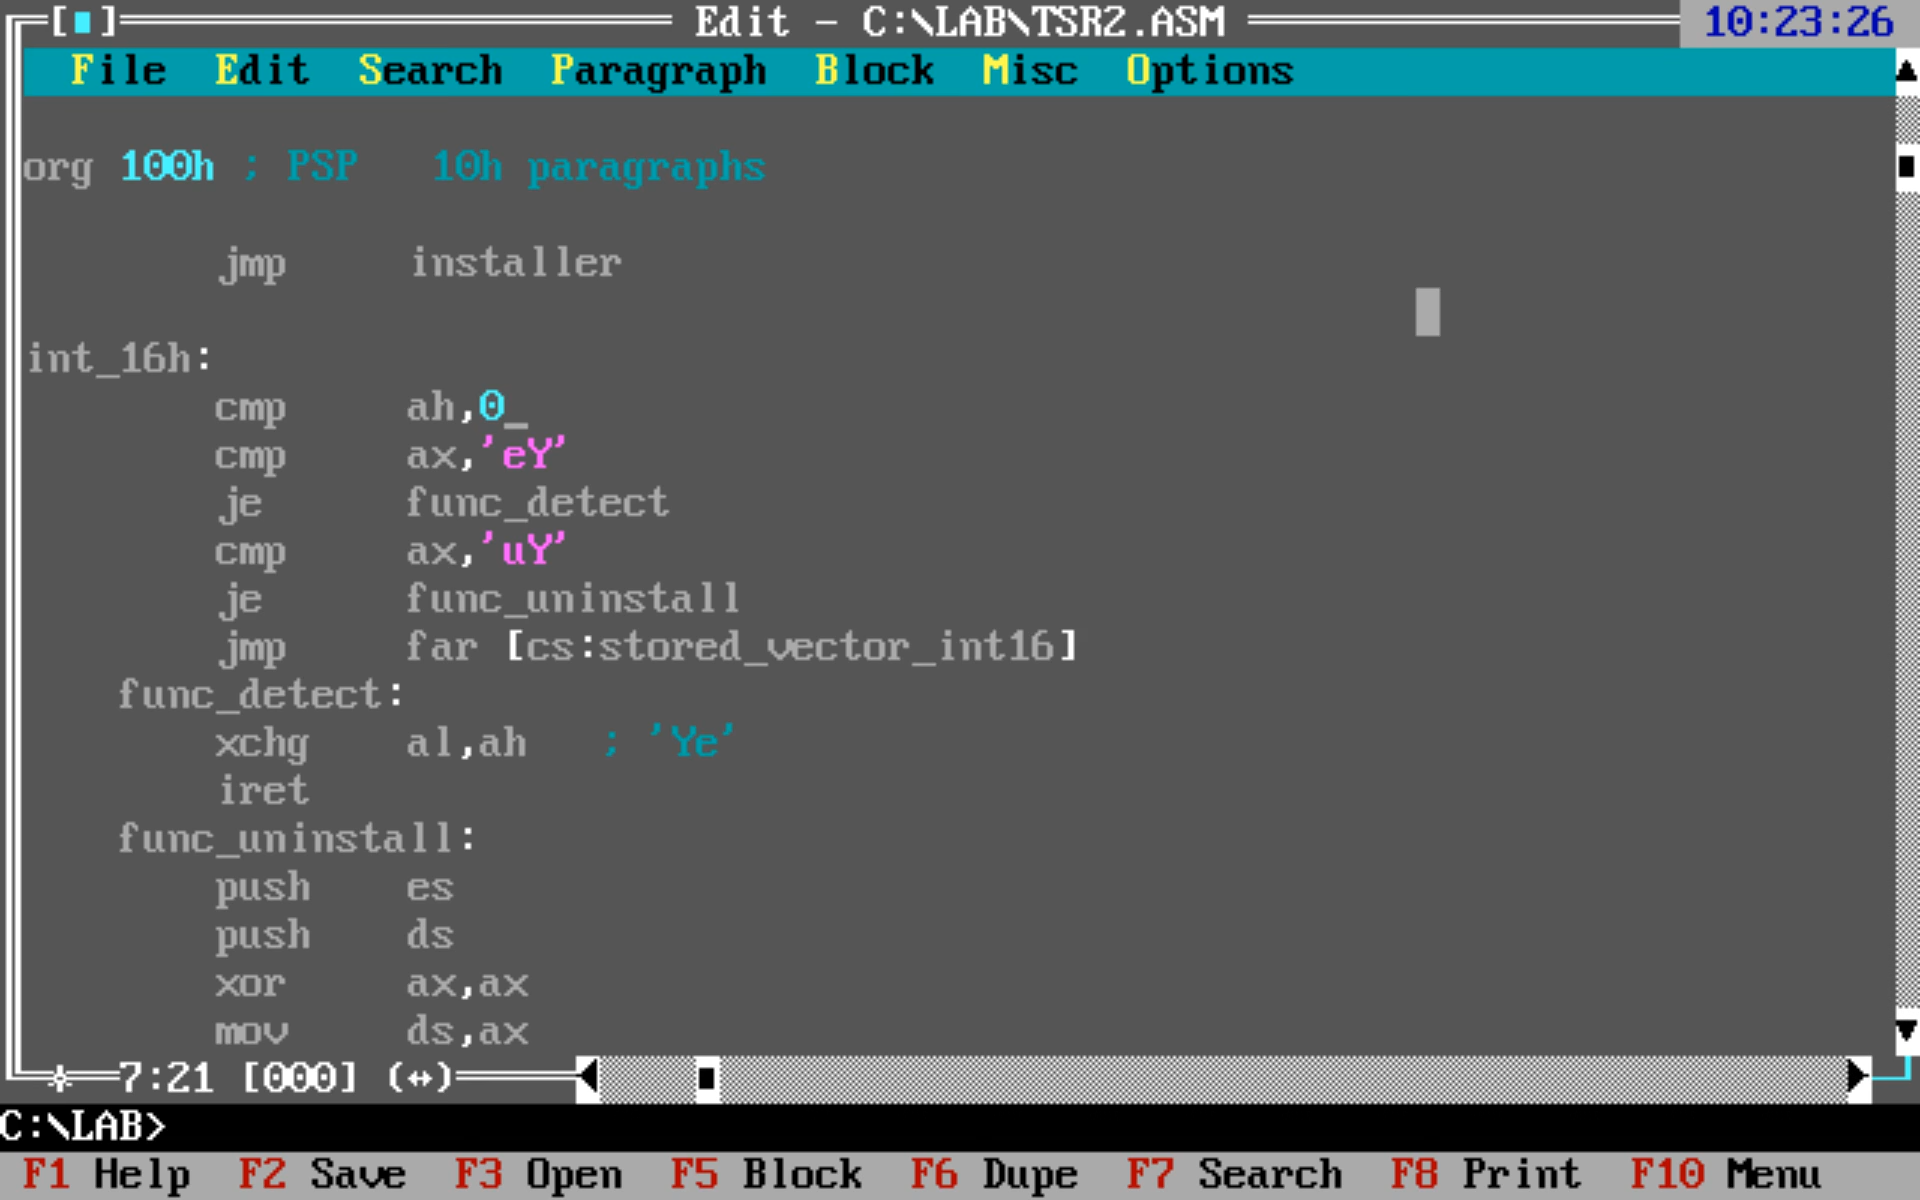 [■] Edit - C:\LAB\TSR2.ASM 10:23:26
File Edit Search Paragraph Block Misc Options
org 100h ; PSP   10h paragraphs
jmp     installer
int_16h:
cmp     ah,0_
cmp     ax,'eY'
je      func_detect
cmp     ax,'uY'
je      func_uninstall
jmp     far [cs:stored_vector_int16]
func_detect:
xchg    al,ah   ; 'Ye'
iret
func_uninstall:
push    es
push    ds
xor     ax,ax
mov     ds,ax
7:21 [000] (↔)
C:\LAB>
F1 Help F2 Save F3 Open F5 Block F6 Dupe F7 Search F8 Print F10 Menu